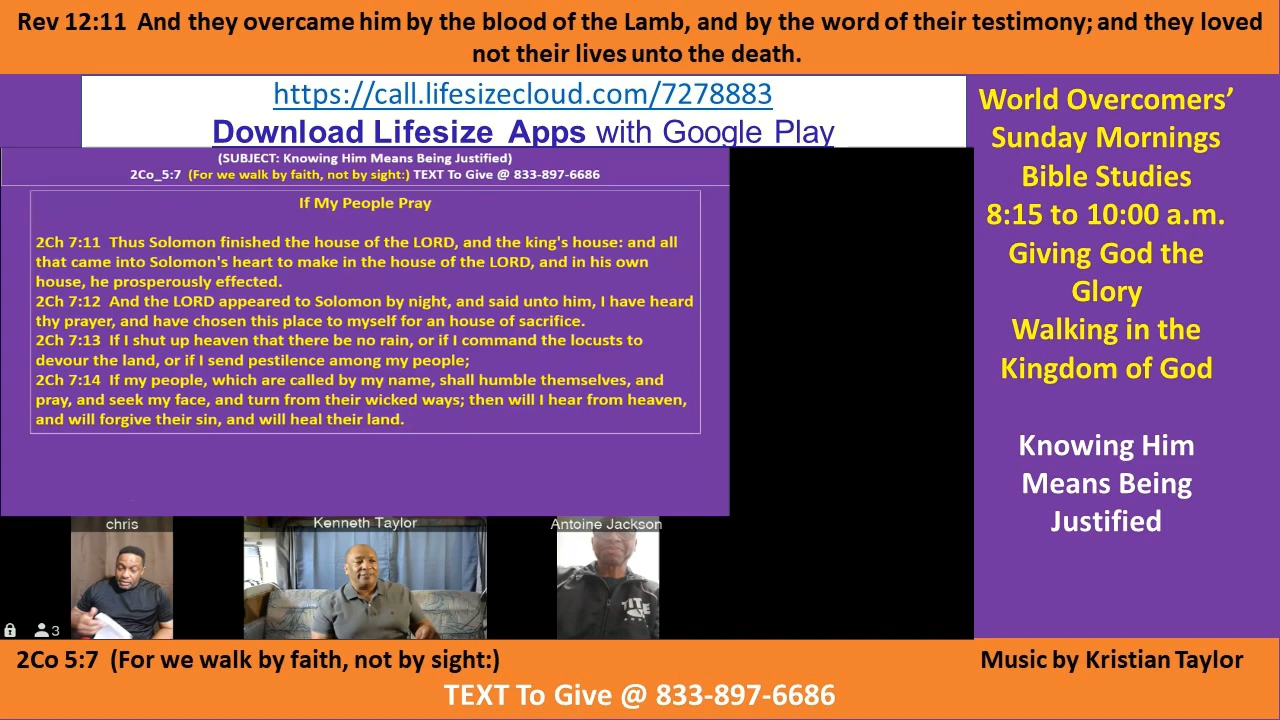 Rev 12:11  And they overcame him by the blood of the Lamb, and by the word of their testimony; and they loved
not their lives unto the death.
https://call.lifesizecloud.com/7278883
Download Lifesize Apps with Google Play
(SUBJECT: Knowing Him Means Being Justified)
2Co_5:7 (For we walk by faith, not by sight:) TEXT To Give @ 833-897-6686
If My People Pray
2Ch 7:11  Thus Solomon finished the house of the LORD, and the king's house: and all
that came into Solomon's heart to make in the house of the LORD, and in his own
house, he prosperously effected.
2Ch 7:12  And the LORD appeared to Solomon by night, and said unto him, I have heard
thy prayer, and have chosen this place to myself for an house of sacrifice.
2Ch 7:13  If I shut up heaven that there be no rain, or if I command the locusts to
devour the land, or if I send pestilence among my people;
2Ch 7:14  If my people, which are called by my name, shall humble themselves, and
pray, and seek my face, and turn from their wicked ways; then will I hear from heaven,
and will forgive their sin, and will heal their land.
chris
Kenneth Taylor
Antoine Jackson
3
World Overcomers’
Sunday Mornings
Bible Studies
8:15 to 10:00 a.m.
Giving God the
Glory
Walking in the
Kingdom of God
Knowing Him
Means Being
Justified
2Co 5:7  (For we walk by faith, not by sight:)
Music by Kristian Taylor
TEXT To Give @ 833-897-6686